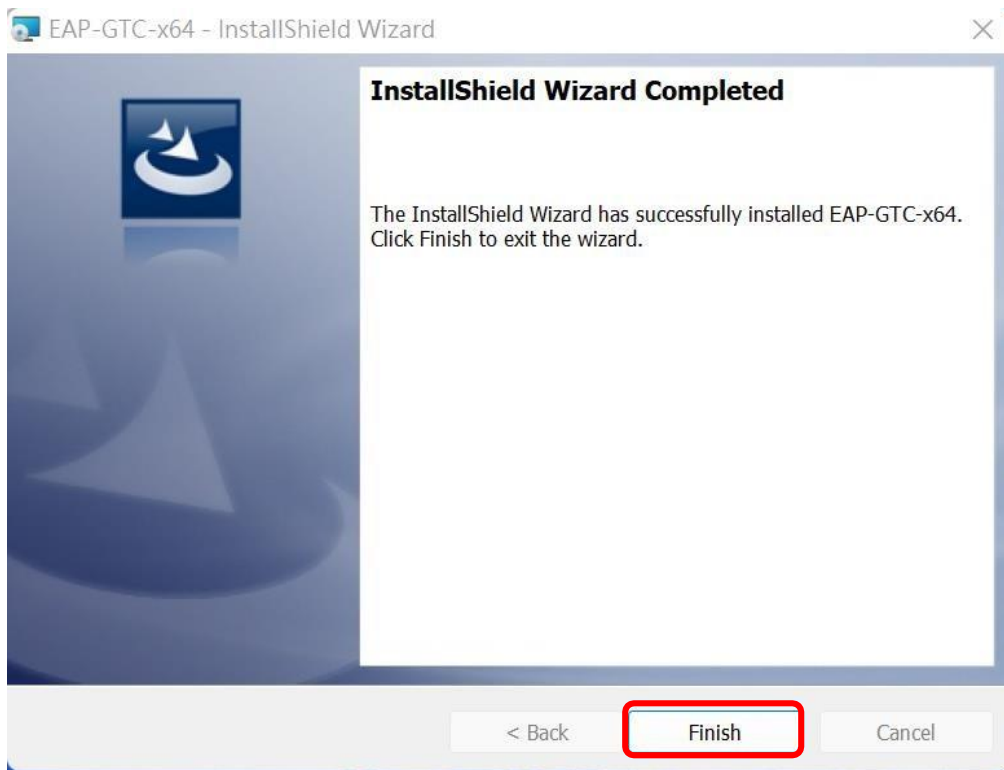 EAP-GTC-x64 - InstallShield Wizard
InstallShield Wizard Completed
The InstallShield Wizard has successfully installed EAP-GTC-x64.
Click Finish to exit the wizard.
< Back
Finish
Cancel